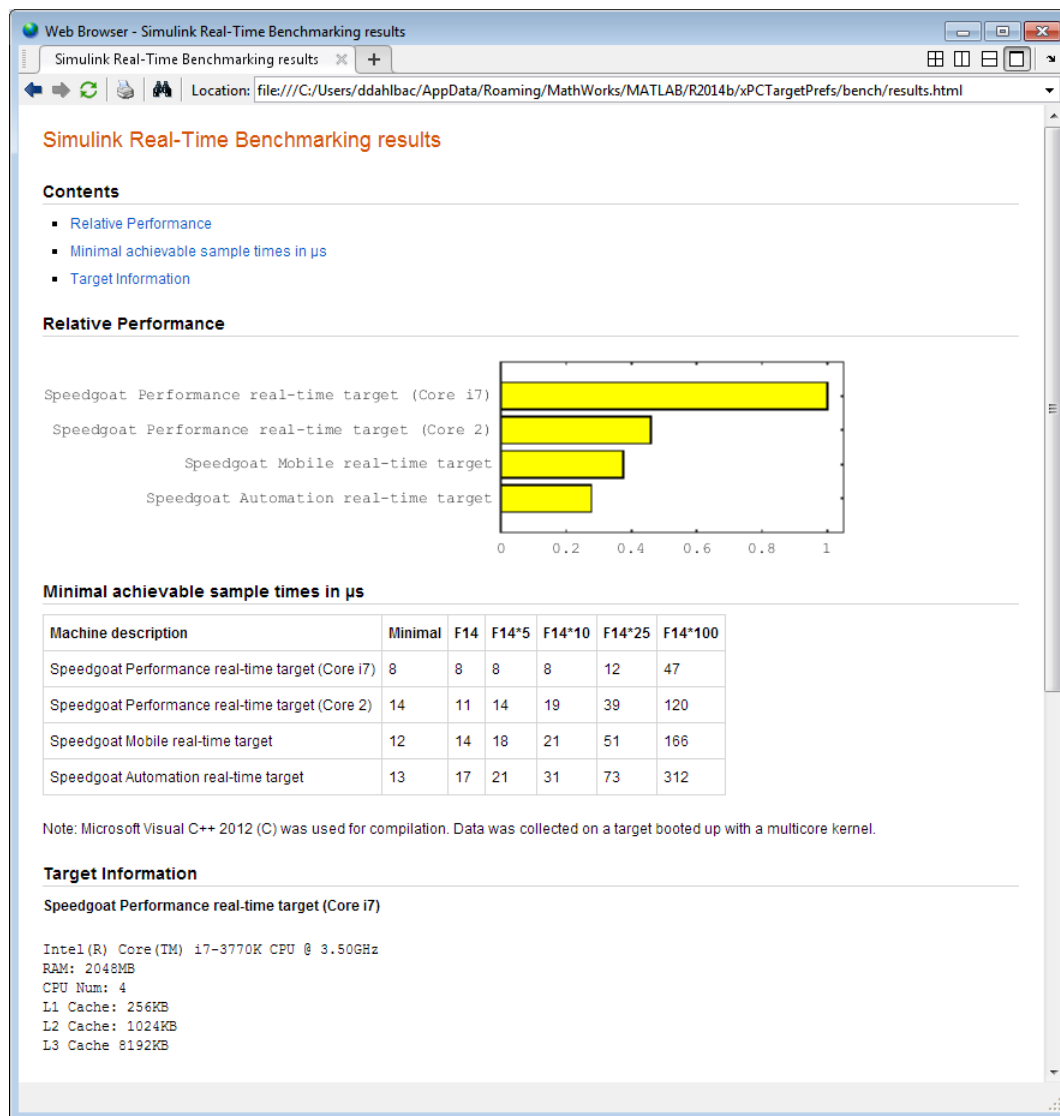 Web Browser - Simulink Real-Time Benchmarking results
Simulink Real-Time Benchmarking results
Location: file:///C:/Users/ddahlbac/AppData/Roaming/MathWorks/MATLAB/R2014b/xPCTargetPrefs/bench/results.html
Simulink Real-Time Benchmarking results
Contents
Relative Performance
Minimal achievable sample times in µs
Target Information
Relative Performance
Speedgoat Performance real-time target (Core i7)
Speedgoat Performance real-time target (Core 2)
Speedgoat Mobile real-time target
Speedgoat Automation real-time target
0 0.2 0.4 0.6 0.8 1
Minimal achievable sample times in µs
Machine description Minimal F14 F14*5 F14*10 F14*25 F14*100
Speedgoat Performance real-time target (Core i7) 8 8 8 8 12 47
Speedgoat Performance real-time target (Core 2) 14 11 14 19 39 120
Speedgoat Mobile real-time target 12 14 18 21 51 166
Speedgoat Automation real-time target 13 17 21 31 73 312
Note: Microsoft Visual C++ 2012 (C) was used for compilation. Data was collected on a target booted up with a multicore kernel.
Target Information
Speedgoat Performance real-time target (Core i7)
Intel(R) Core(TM) i7-3770K CPU @ 3.50GHz
RAM: 2048MB
CPU Num: 4
L1 Cache: 256KB
L2 Cache: 1024KB
L3 Cache 8192KB